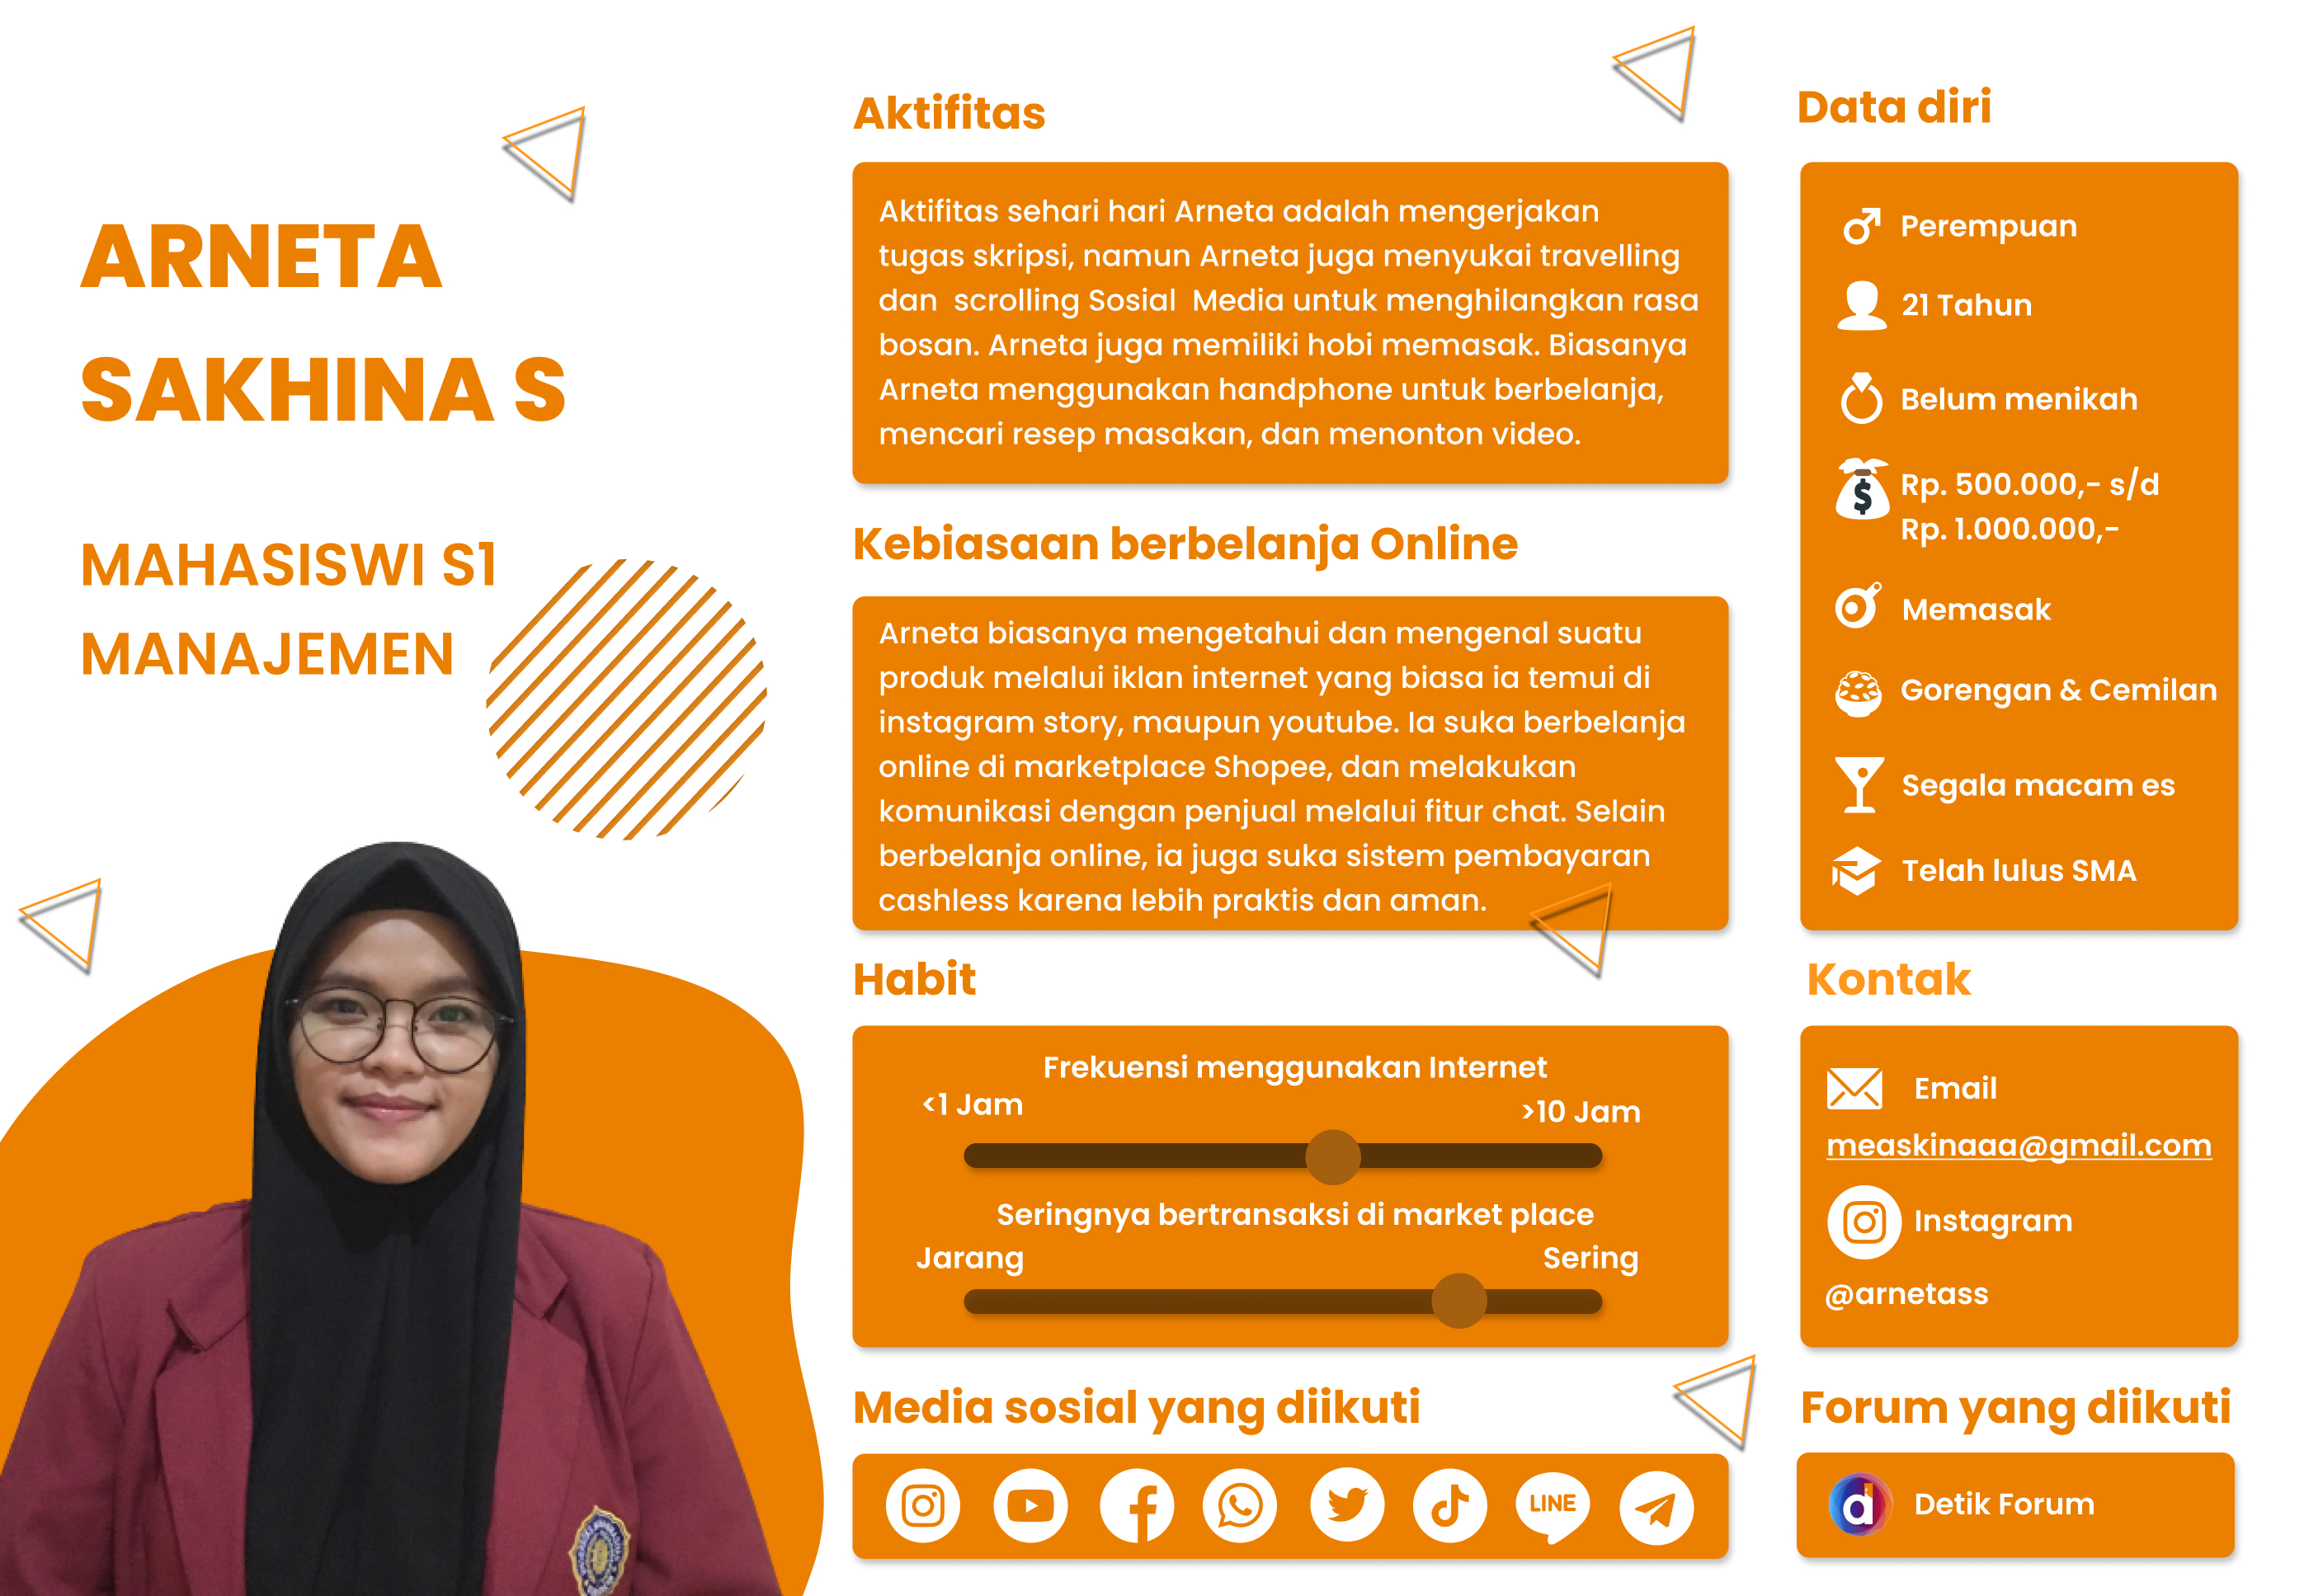 ARNETA
SAKHINA S
MAHASISWI S1
MANAJEMEN
Aktifitas
Aktifitas sehari hari Arneta adalah mengerjakan
tugas skripsi, namun Arneta juga menyukai travelling
dan scrolling Sosial Media untuk menghilangkan rasa
bosan. Arneta juga memiliki hobi memasak. Biasanya
Arneta menggunakan handphone untuk berbelanja,
mencari resep masakan, dan menonton video.
Kebiasaan berbelanja Online
Arneta biasanya mengetahui dan mengenal suatu
produk melalui iklan internet yang biasa ia temui di
instagram story, maupun youtube. Ia suka berbelanja
online di marketplace Shopee, dan melakukan
komunikasi dengan penjual melalui fitur chat. Selain
berbelanja online, ia juga suka sistem pembayaran
cashless karena lebih praktis dan aman.
Habit
Frekuensi menggunakan Internet
<1 Jam
>10 Jam
Seringnya bertransaksi di market place
Jarang
Sering
Media sosial yang diikuti
LINE
Data diri
Perempuan
21 Tahun
Belum menikah
Rp. 500.000,- s/d
Rp. 1.000.000,-
Memasak
Gorengan & Cemilan
Segala macam es
Telah lulus SMA
Kontak
Email
measkinaaa@gmail.com
Instagram
@arnetass
Forum yang diikuti
Detik Forum